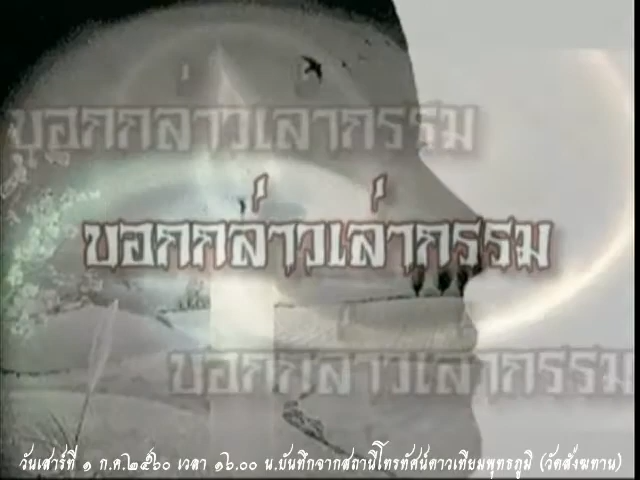 บอกกล่าวเล่ากรรม
บอกกล่าวเล่ากรรม
บอกกล่าวเล่ากรรม
วันเสาร์ที่ ๑ ก.ค.๒๕๖๐ เวลา ๑๖.๐๐ น.บันทึกจากสถานีโทรทัศน์ดาวเทียมพุทธภูมิ (วัดสังฆทาน)